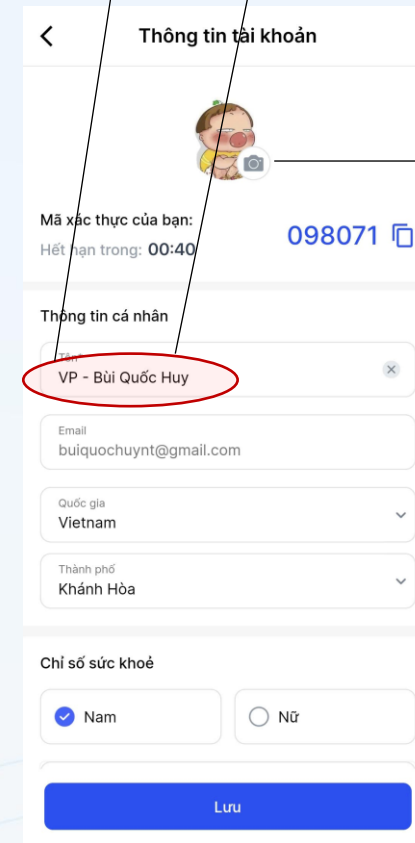 Thông tin tài khoản
Mã xác thực của bạn:
Hết hạn trong: 00:40
098071
Thông tin cá nhân
Tên*
VP - Bùi Quốc Huy
Email
buiquochuynt@gmail.com
Quốc gia
Vietnam
Thành phố
Khánh Hòa
Chỉ số sức khoẻ
Nam
Nữ
Lưu